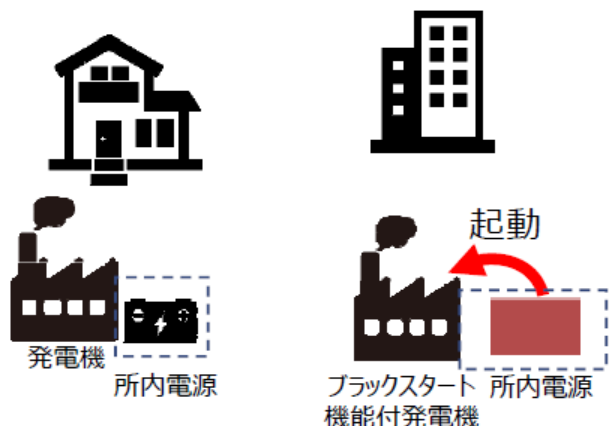 起動
発電機
所内電源
ブラックスタート
機能付発電機
所内電源